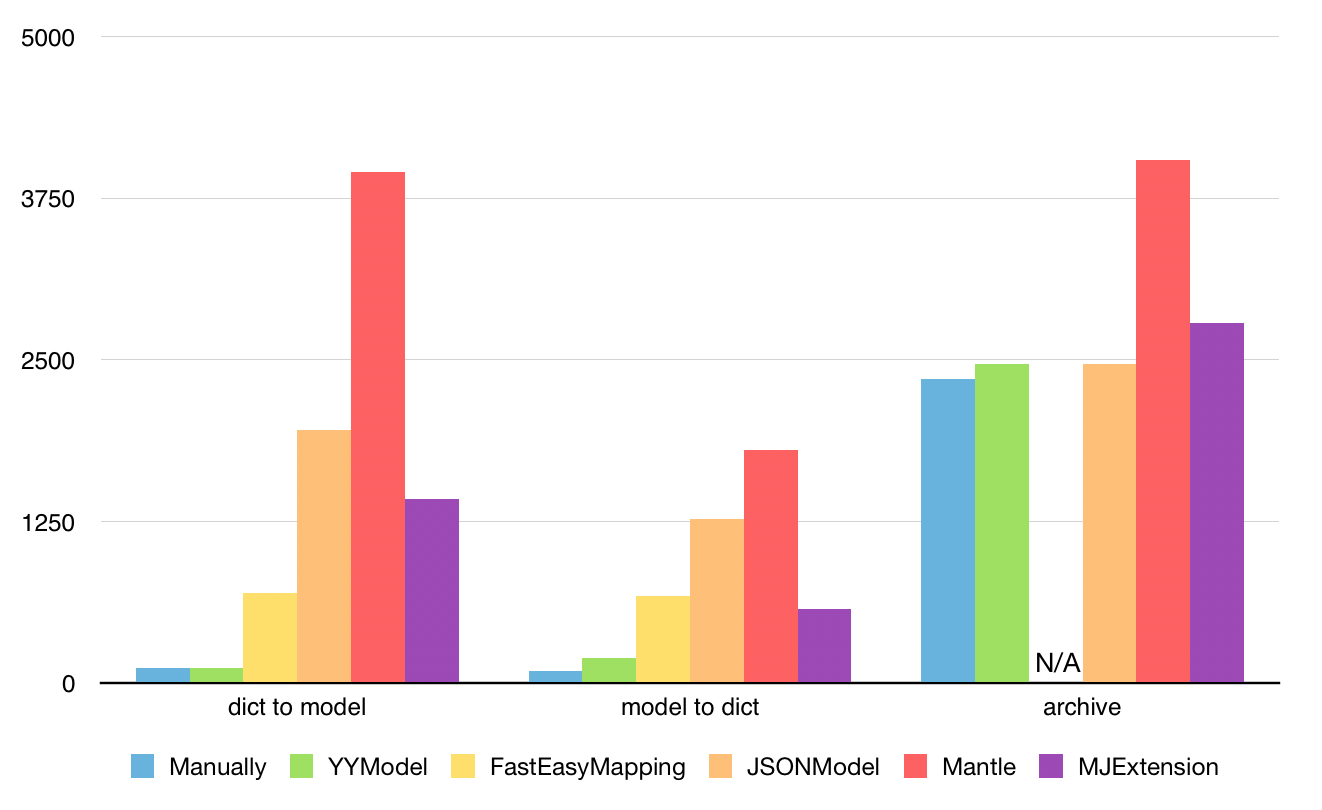 5000
3750
2500
1250
0
N/A
dict to model model to dict archive
Manually YYModel FastEasyMapping JSONModel Mantle MJExtension